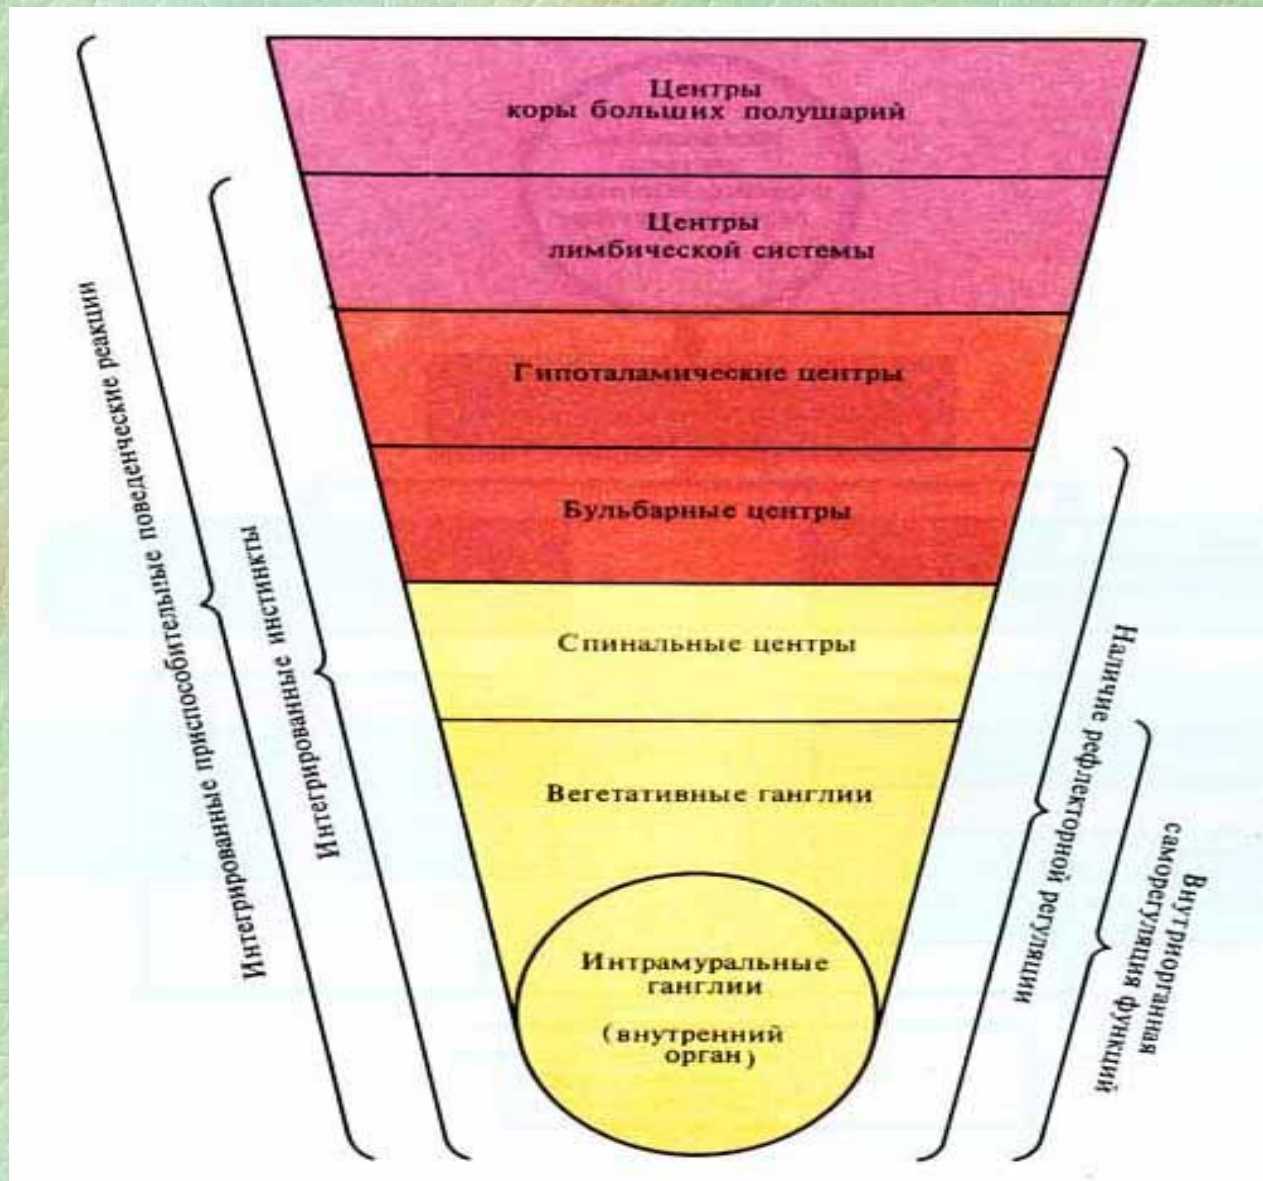 Центры
коры больших полушарий
Центры
лимбической системы
Гипоталамические центры
Бульбарные центры
Спинальные центры
Вегетативные ганглии
Интрамуральные
ганглии
(внутренний
орган)
Интегрированные приспособительные поведенческие реакции
Интегрированные инстинкты
Наличие рефлекторной регуляции
Внутриорганная
саморегуляция функций